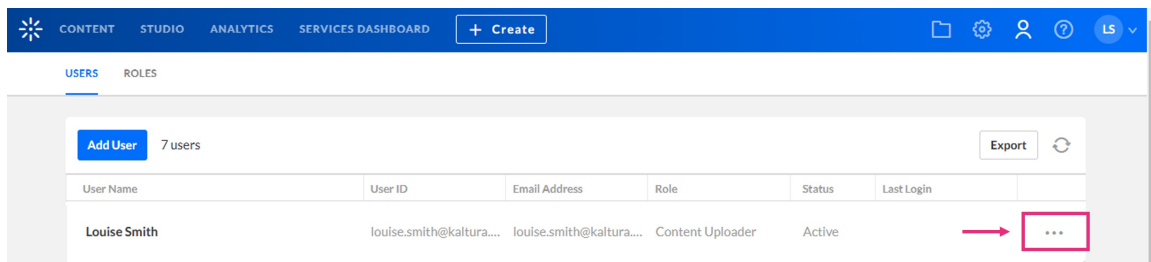 CONTENT STUDIO ANALYTICS SERVICES DASHBOARD + Create LS
USERS ROLES
Add User 7 users Export
User Name User ID Email Address Role Status Last Login
Louise Smith louise.smith@kaltura.... louise.smith@kaltura.... Content Uploader Active